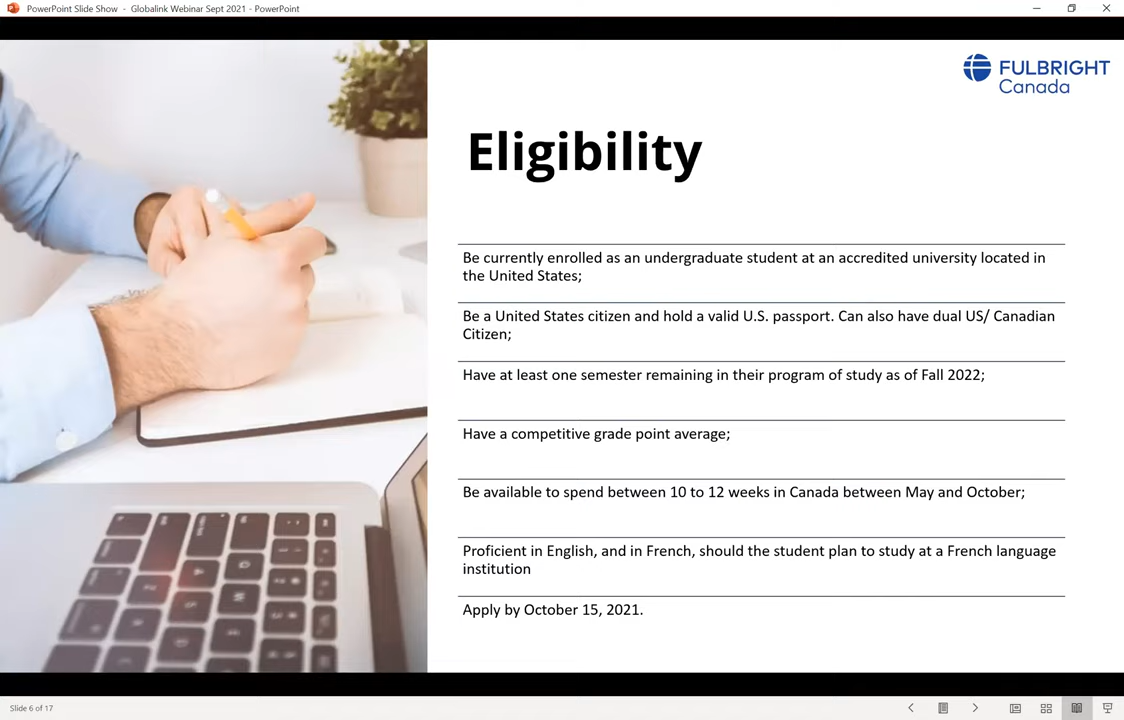 PowerPoint Slide Show - Globalink Webinar Sept 2021 - PowerPoint
FULBRIGHT
Canada
Eligibility
Be currently enrolled as an undergraduate student at an accredited university located in
the United States;
Be a United States citizen and hold a valid U.S. passport. Can also have dual US/ Canadian
Citizen;
Have at least one semester remaining in their program of study as of Fall 2022;
Have a competitive grade point average;
Be available to spend between 10 to 12 weeks in Canada between May and October;
Proficient in English, and in French, should the student plan to study at a French language
institution
Apply by October 15, 2021.
Slide 6 of 17